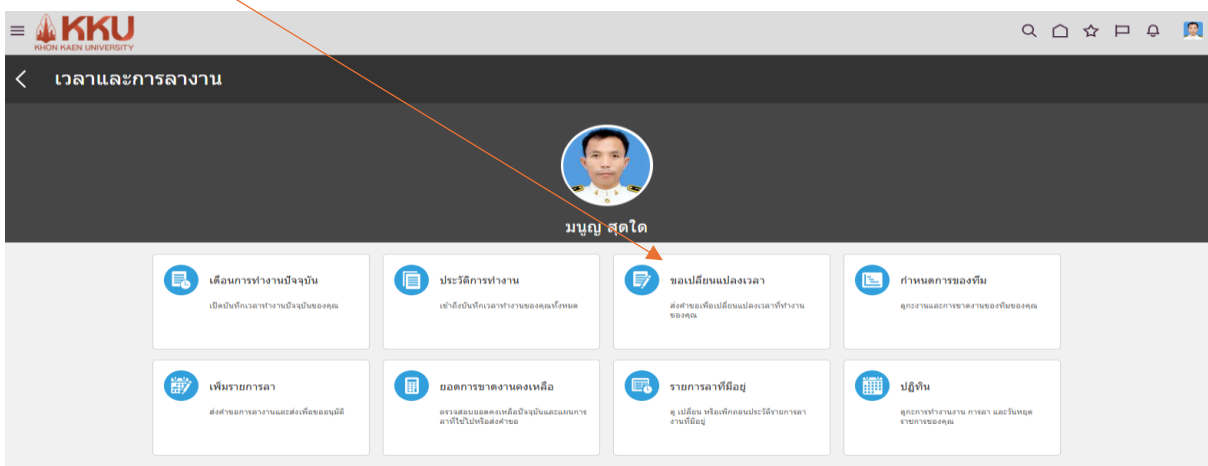 KKU
KHON KAEN UNIVERSITY
เวลาและการลางาน
มนูญ สุดใด
เดือนการทำงานปัจจุบัน
เปิดบันทึกเวลาทำงานปัจจุบันของคุณ
ประวัติการทำงาน
เข้าถึงบันทึกเวลาทำงานของคุณทั้งหมด
ขอเปลี่ยนแปลงเวลา
ส่งคำขอเพื่อเปลี่ยนแปลงเวลาที่ทำงาน
ของคุณ
กำหนดการของทีม
ดูกะงานและการขาดงานของทีมของคุณ
เพิ่มรายการลา
ส่งคำขอการลางานและส่งเพื่อขออนุมัติ
ยอดการขาดงานคงเหลือ
ตรวจสอบยอดคงเหลือปัจจุบันและแผนการ
ลาที่ใช้ไปหรือส่งคำขอ
รายการลาที่มีอยู่
ดู เปลี่ยน หรือเพิกถอนประวัติรายการลา
งานที่มีอยู่
ปฏิทิน
ดูกะการทำงานงาน การลา และวันหยุด
รายการของคุณ